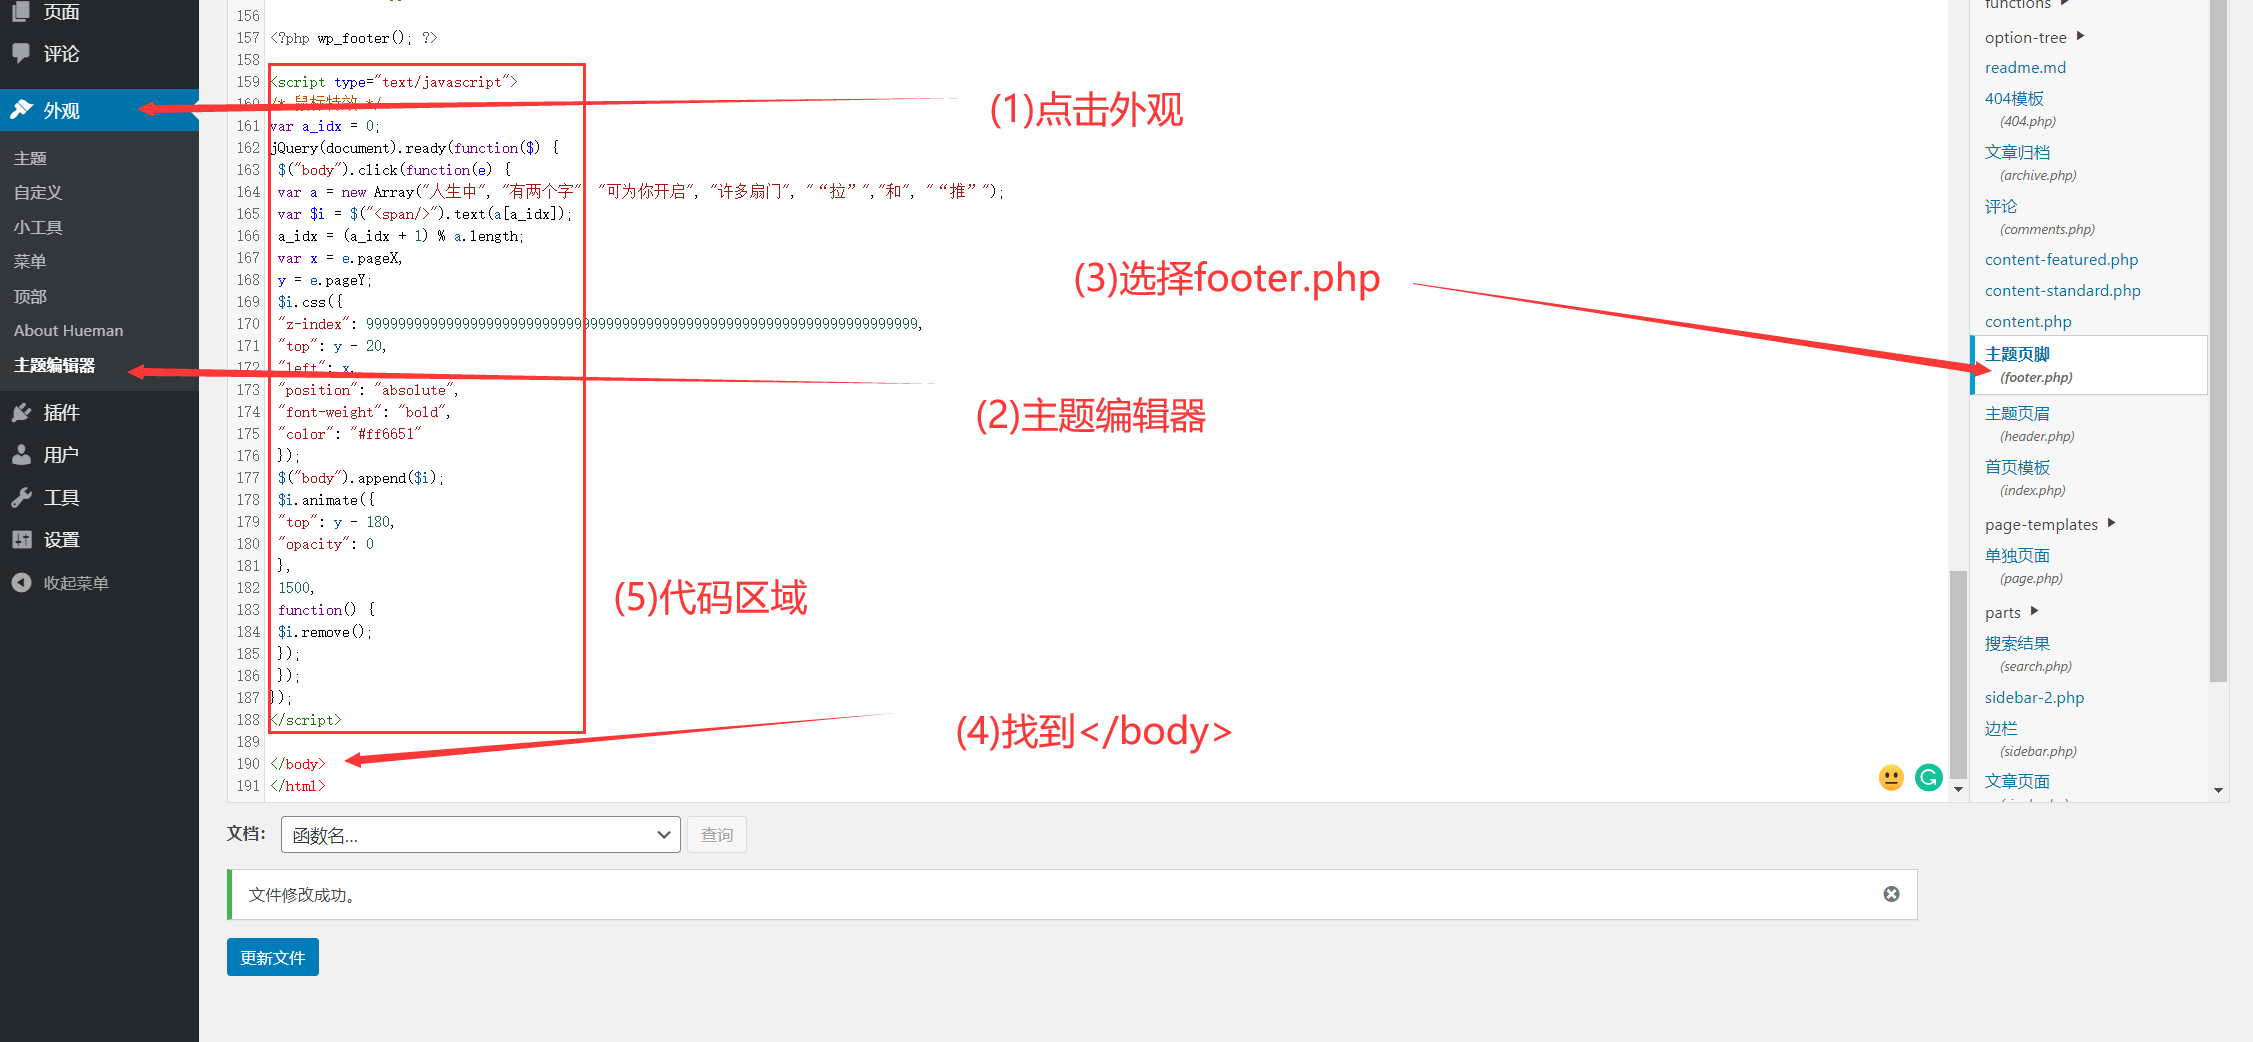 页面
评论
外观
主题
自定义
小工具
菜单
顶部
About Hueman
主题编辑器
插件
用户
工具
设置
收起菜单
156
157 <?php wp_footer(); ?>
158
159 <script type="text/javascript">
160 /* 鼠标特效 */
161 var a_idx = 0;
162 jQuery(document).ready(function($) {
163 $("body").click(function(e) {
164 var a = new Array("人生中", "有两个字" "可为你开启", "许多扇门", "“拉”","和", "“推”");
165 var $i = $("<span/>").text(a[a_idx]);
166 a_idx = (a_idx + 1) % a.length;
167 var x = e.pageX,
168 y = e.pageY;
169 $i.css({
170 "z-index": 999999999999999999999999999999999999999999999999999999999999999999999,
171 "top": y - 20,
172 "left": x,
173 "position": "absolute",
174 "font-weight": "bold",
175 "color": "#ff6651"
176 });
177 $("body").append($i);
178 $i.animate({
179 "top": y - 180,
180 "opacity": 0
181 },
182 1500,
183 function() {
184 $i.remove();
185 });
186 });
187 });
188 </script>
189
190 </body>
191 </html>
(1)点击外观
(2)主题编辑器
(3)选择footer.php
(4)找到</body>
(5)代码区域
functions
option-tree
readme.md
404模板
(404.php)
文章归档
(archive.php)
评论
(comments.php)
content-featured.php
content-standard.php
content.php
主题页脚
(footer.php)
主题页眉
(header.php)
首页模板
(index.php)
page-templates
单独页面
(page.php)
parts
搜索结果
(search.php)
sidebar-2.php
边栏
(sidebar.php)
文章页面
文档：
函数名...
查询
文件修改成功。
更新文件